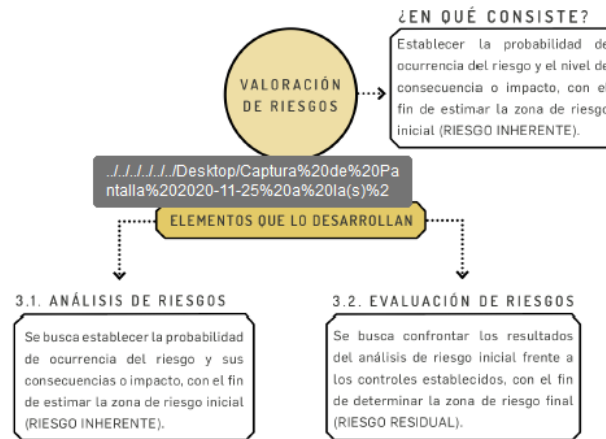 ¿EN QUÉ CONSISTE?
Establecer la probabilidad de
ocurrencia del riesgo y el nivel de
consecuencia o impacto, con el
fin de estimar la zona de riesgo
inicial (RIESGO INHERENTE).
VALORACIÓN
DE RIESGOS
../../../../../../Desktop/Captura%20de%20Pa
ntalla%202020-11-25%20a%20la(s)%2
ELEMENTOS QUE LO DESARROLLAN
3.1. ANÁLISIS DE RIESGOS
Se busca establecer la probabilidad
de ocurrencia del riesgo y sus
consecuencias o impacto, con el fin
de estimar la zona de riesgo inicial
(RIESGO INHERENTE).
3.2. EVALUACIÓN DE RIESGOS
Se busca confrontar los resultados
del análisis de riesgo inicial frente a
los controles establecidos, con el fin
de determinar la zona de riesgo final
(RIESGO RESIDUAL).